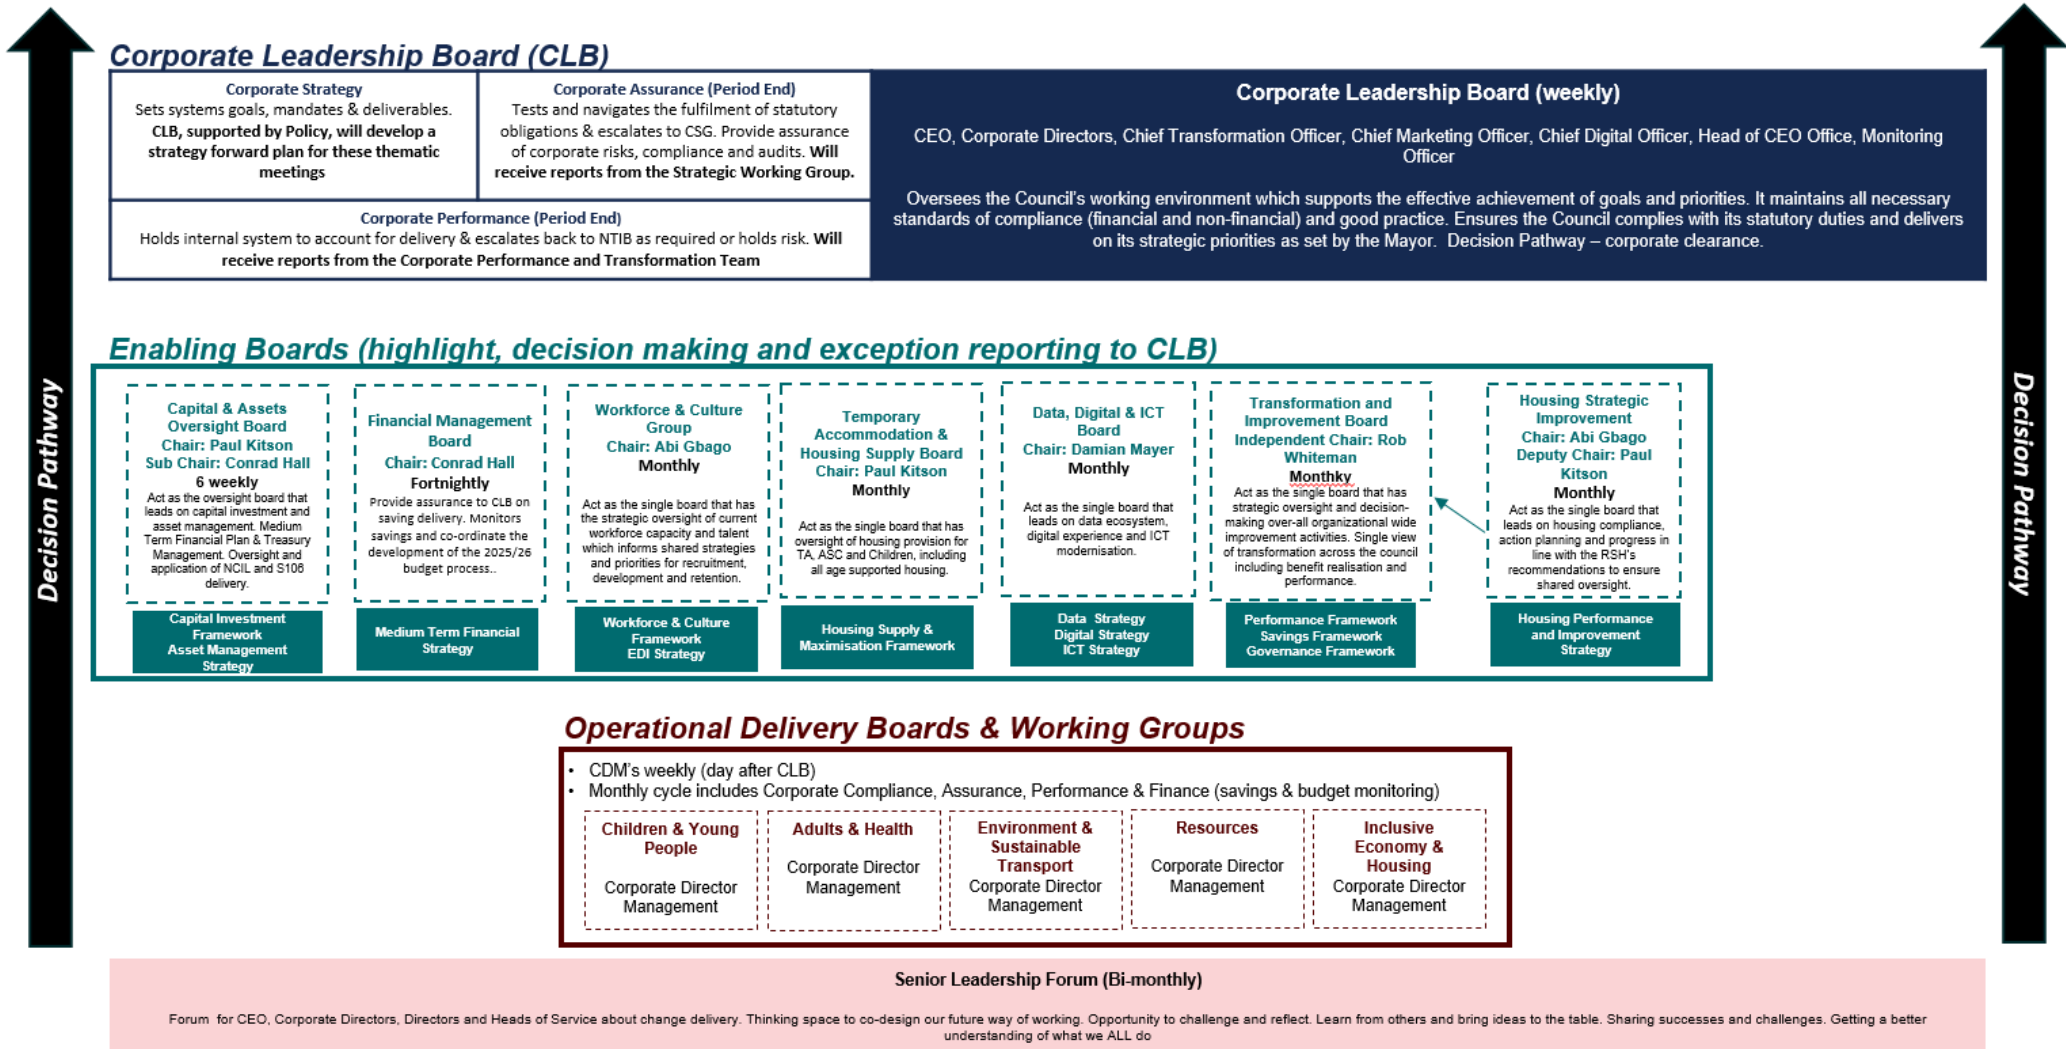 Decision Pathway
Corporate Leadership Board (CLB)
Corporate Strategy
Sets systems goals, mandates & deliverables.
CLB, supported by Policy, will develop a
strategy forward plan for these thematic
meetings
Corporate Assurance (Period End)
Tests and navigates the fulfilment of statutory
obligations & escalates to CSG. Provide assurance
of corporate risks, compliance and audits. Will
receive reports from the Strategic Working Group.
Corporate Performance (Period End)
Holds internal system to account for delivery & escalates back to NTIB as required or holds risk. Will
receive reports from the Corporate Performance and Transformation Team
Corporate Leadership Board (weekly)
CEO, Corporate Directors, Chief Transformation Officer, Chief Marketing Officer, Chief Digital Officer, Head of CEO Office, Monitoring
Officer
Oversees the Council's working environment which supports the effective achievement of goals and priorities. It maintains all necessary
standards of compliance (financial and non-financial) and good practice. Ensures the Council complies with its statutory duties and delivers
on its strategic priorities as set by the Mayor. Decision Pathway – corporate clearance.
Enabling Boards (highlight, decision making and exception reporting to CLB)
Capital & Assets
Oversight Board
Chair: Paul Kitson
Sub Chair: Conrad Hall
6 weekly
Act as the oversight board that
leads on capital investment and
asset management. Medium
Term Financial Plan & Treasury
Management. Oversight and
application of NCIL and S106
delivery.
Capital Investment
Framework
Asset Management
Strategy
Financial Management
Board
Chair: Conrad Hall
Fortnightly
Provide assurance to CLB on
saving delivery. Monitors
savings and co-ordinate the
development of the 2025/26
budget process..
Medium Term Financial
Strategy
Workforce & Culture
Group
Chair: Abi Gbago
Monthly
Act as the single board that has
the strategic oversight of current
workforce capacity and talent
which informs shared strategies
and priorities for recruitment,
development and retention.
Workforce & Culture
Framework
EDI Strategy
Temporary
Accommodation &
Housing Supply Board
Chair: Paul Kitson
Monthly
Act as the single board that has
oversight of housing provision for
TA, ASC and Children, including
all age supported housing.
Housing Supply &
Maximisation Framework
Data, Digital & ICT
Board
Chair: Damian Mayer
Monthly
Act as the single board that
leads on data ecosystem,
digital experience and ICT
modernisation.
Data Strategy
Digital Strategy
ICT Strategy
Transformation and
Improvement Board
Independent Chair: Rob
Whiteman
Monthky
Act as the single board that has
strategic oversight and decision-
making over-all organizational wide
improvement activities. Single view
of transformation across the council
including benefit realisation and
performance.
Performance Framework
Savings Framework
Governance Framework
Housing Strategic
Improvement
Chair: Abi Gbago
Deputy Chair: Paul
Kitson
Monthly
Act as the single board that
leads on housing compliance,
action planning and progress in
line with the RSH's
recommendations to ensure
shared oversight.
Housing Performance
and Improvement
Strategy
Operational Delivery Boards & Working Groups
• CDM's weekly (day after CLB)
• Monthly cycle includes Corporate Compliance, Assurance, Performance & Finance (savings & budget monitoring)
Children & Young
People
Corporate Director
Management
Adults & Health
Corporate Director
Management
Environment &
Sustainable
Transport
Corporate Director
Management
Resources
Corporate Director
Management
Inclusive
Economy &
Housing
Corporate Director
Management
Senior Leadership Forum (Bi-monthly)
Forum for CEO, Corporate Directors, Directors and Heads of Service about change delivery. Thinking space to co-design our future way of working. Opportunity to challenge and reflect. Learn from others and bring ideas to the table. Sharing successes and challenges. Getting a better
understanding of what we ALL do
Decision Pathway